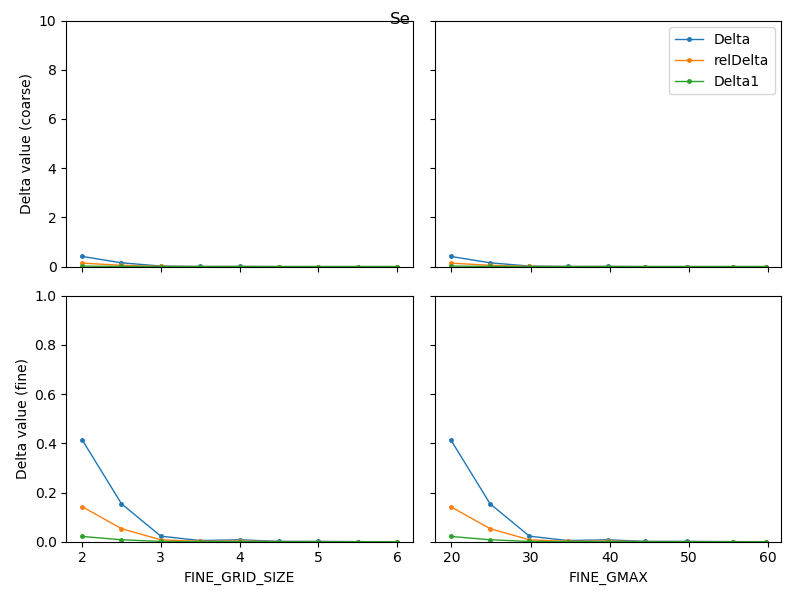 Se
10
8
6
4
2
0
Delta value (coarse)
Delta
relDelta
Delta1
1.0
0.8
0.6
0.4
0.2
0.0
Delta value (fine)
2 3 4 5 6
FINE_GRID_SIZE
20 30 40 50 60
FINE_GMAX